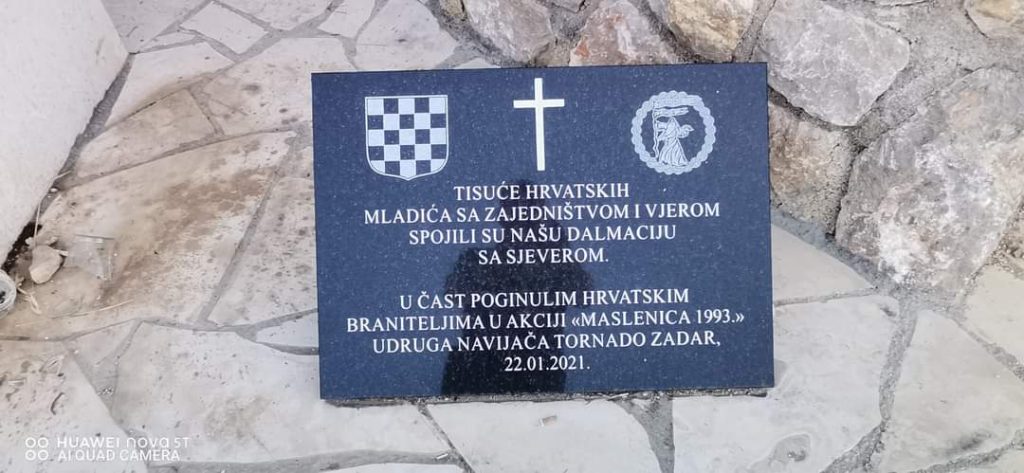 TISUĆE HRVATSKIH
MLADIĆA SA ZAJEDNIŠTVOM I VJEROM
SPOJILI SU NAŠU DALMACIJU
SA SJEVEROM.
U ČAST POGINULIM HRVATSKIM
BRANITELJIMA U AKCIJI «MASLENICA 1993.»
UDRUGA NAVIJAČA TORNADO ZADAR,
22.01.2021.
HUAWEI nova 5T
AI QUAD CAMERA